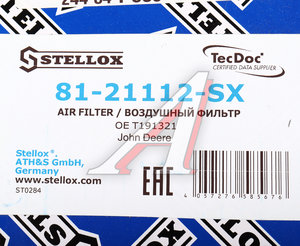 STELLOX
TecDoc
CERTIFIED DATA SUPPLIER
81-21112-SX
AIR FILTER / ВОЗДУШНЫЙ ФИЛЬТР
OE T191321
John Deere
Stellox®,
ATH&S GmbH,
Germany
www.stellox.com
ST0284
EAC
4057276585676